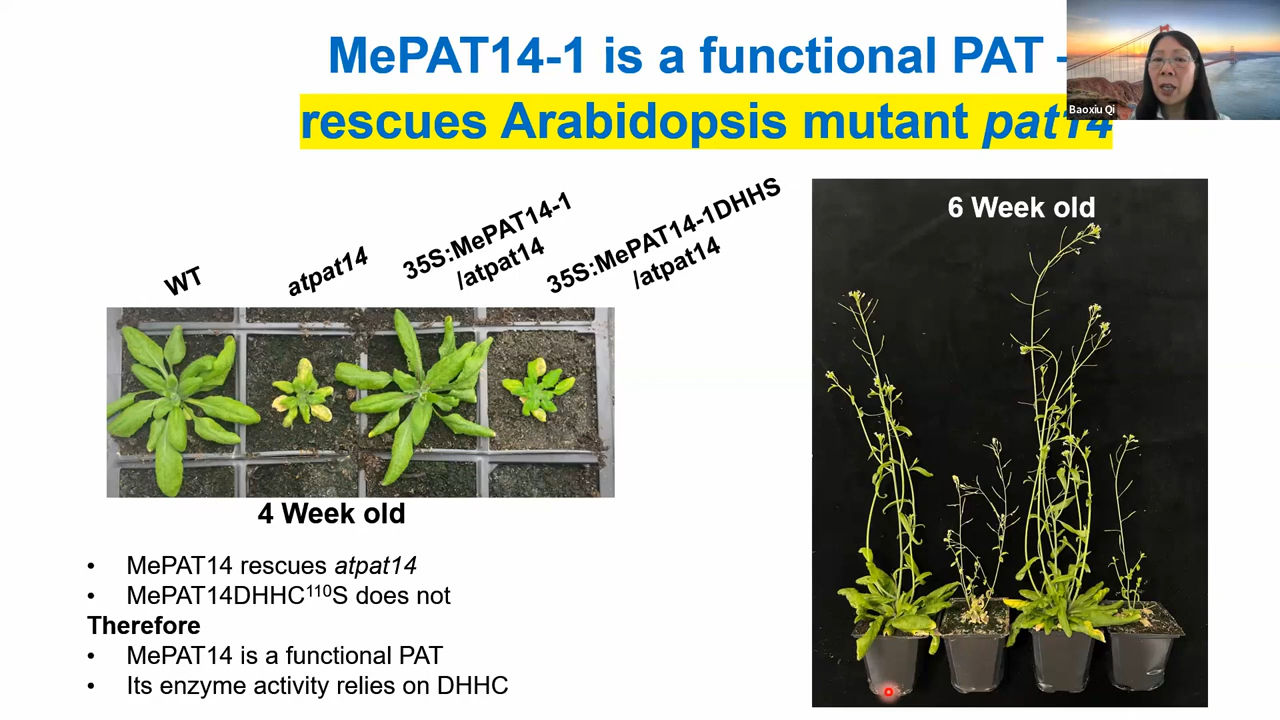 MePAT14-1 is a functional PAT -
rescues Arabidopsis mutant pat14
Baoxiu Qi
WT
atpat14
35S:MePAT14-1
/atpat14
35S:MePAT14-1DHHS
/atpat14
6 Week old
4 Week old
• MePAT14 rescues atpat14
• MePAT14DHHC¹¹⁰S does not
Therefore
• MePAT14 is a functional PAT
• Its enzyme activity relies on DHHC